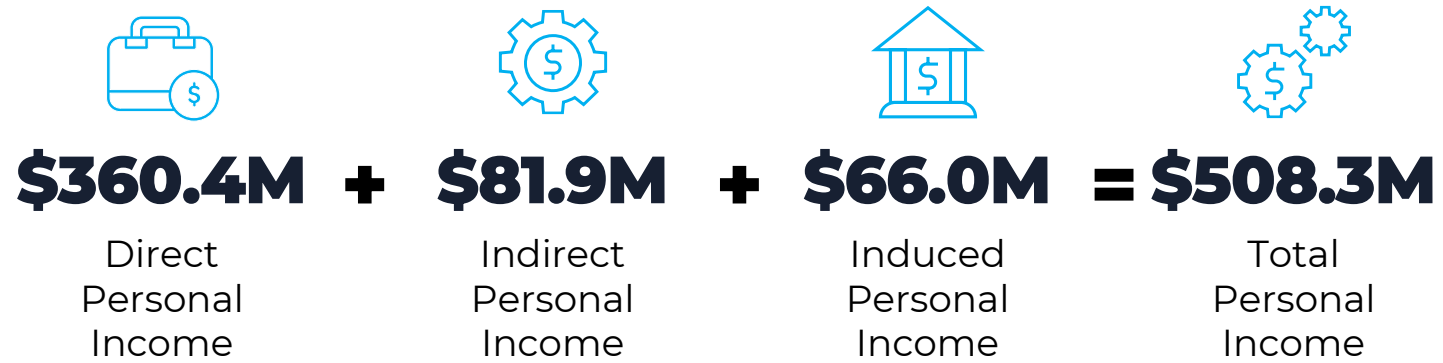 $ $ $ $
$360.4M + $81.9M + $66.0M = $508.3M
Direct Indirect Induced Total
Personal Personal Personal Personal
Income Income Income Income